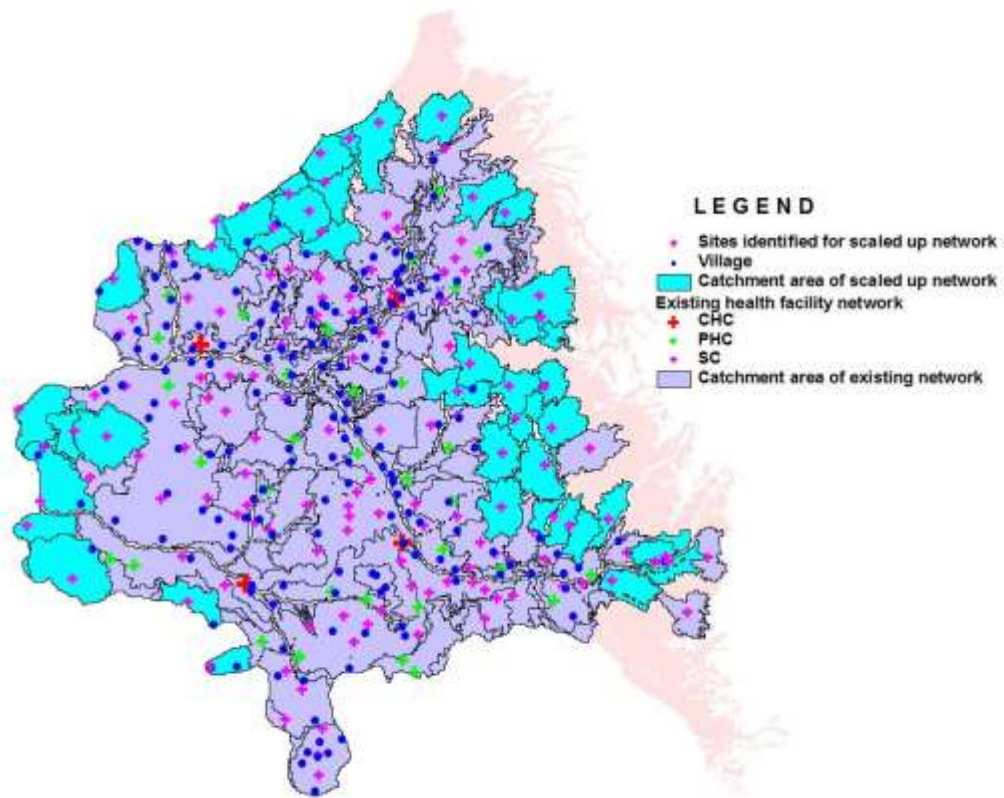 LEGEND
Sites identified for scaled up network
Village
Catchment area of scaled up network
Existing health facility network
CHC
PHC
SC
Catchment area of existing network